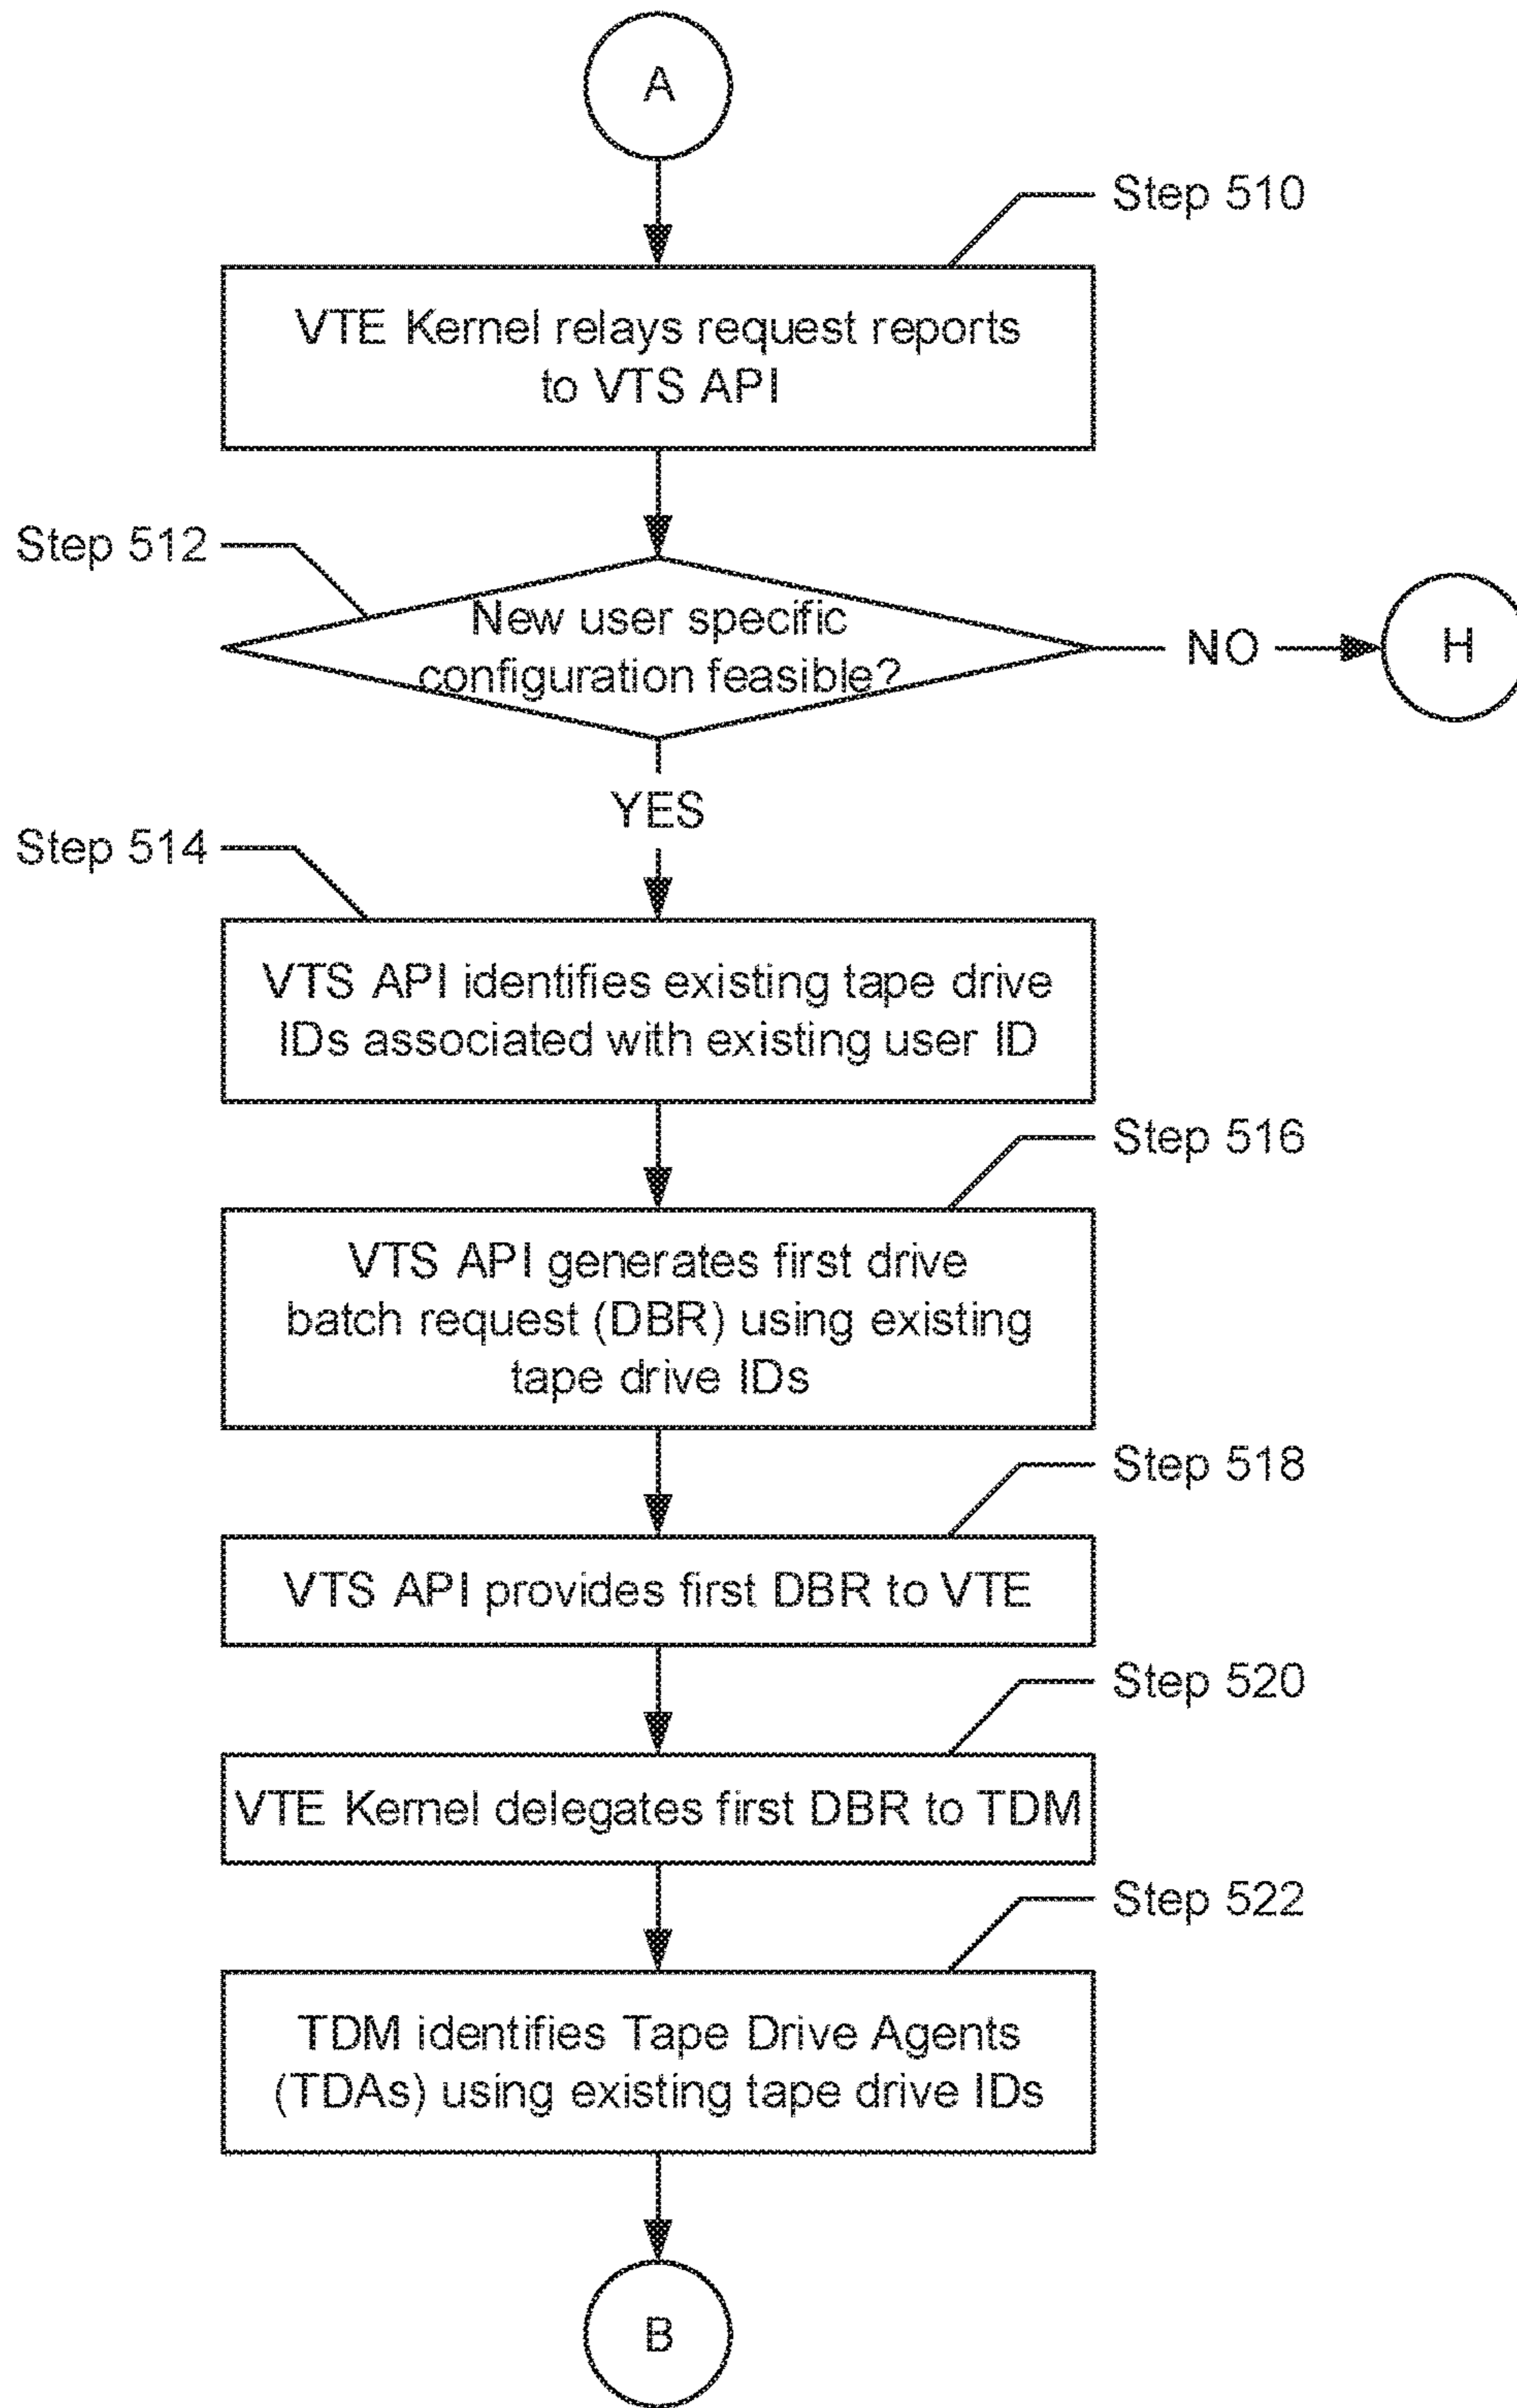 A
Step 510
VTE Kernel relays request reports
to VTS API
Step 512
New user specific
configuration feasible?
NO
H
YES
Step 514
VTS API identifies existing tape drive
IDs associated with existing user ID
Step 516
VTS API generates first drive
batch request (DBR) using existing
tape drive IDs
Step 518
VTS API provides first DBR to VTE
Step 520
VTE Kernel delegates first DBR to TDM
Step 522
TDM identifies Tape Drive Agents
(TDAs) using existing tape drive IDs
B